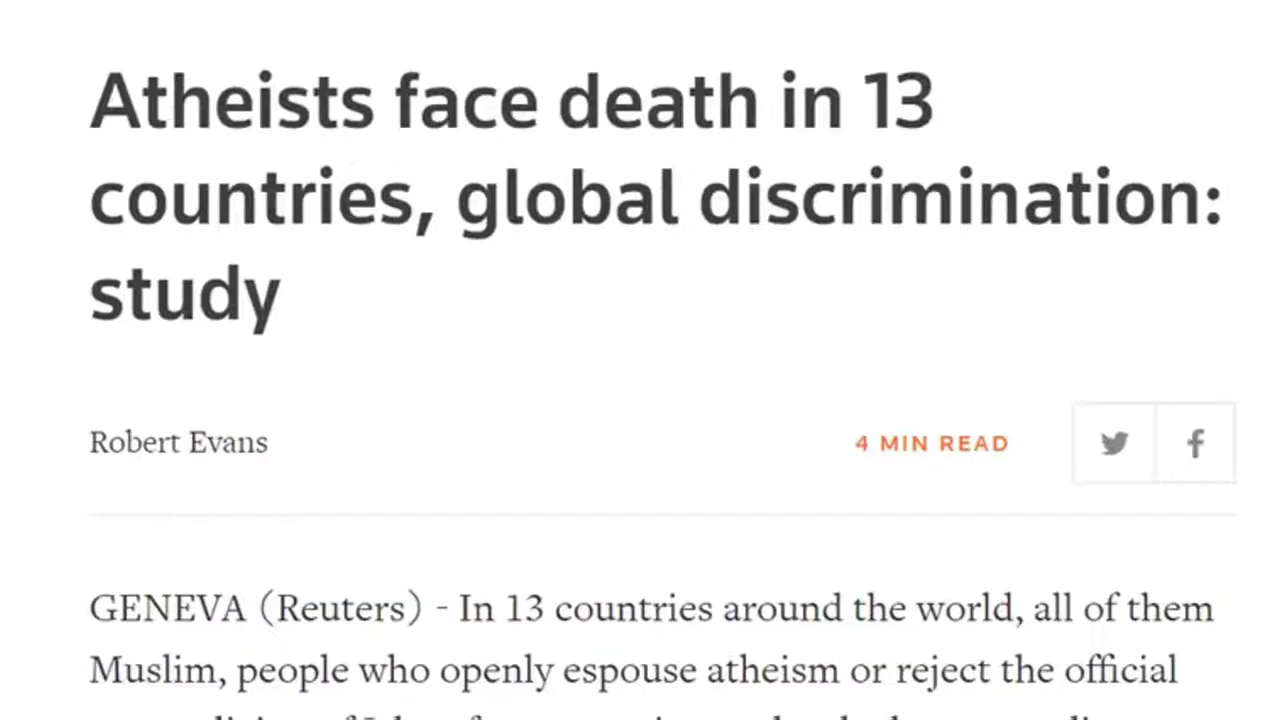 Atheists face death in 13
countries, global discrimination:
study
Robert Evans
4 MIN READ
GENEVA (Reuters) - In 13 countries around the world, all of them
Muslim, people who openly espouse atheism or reject the official